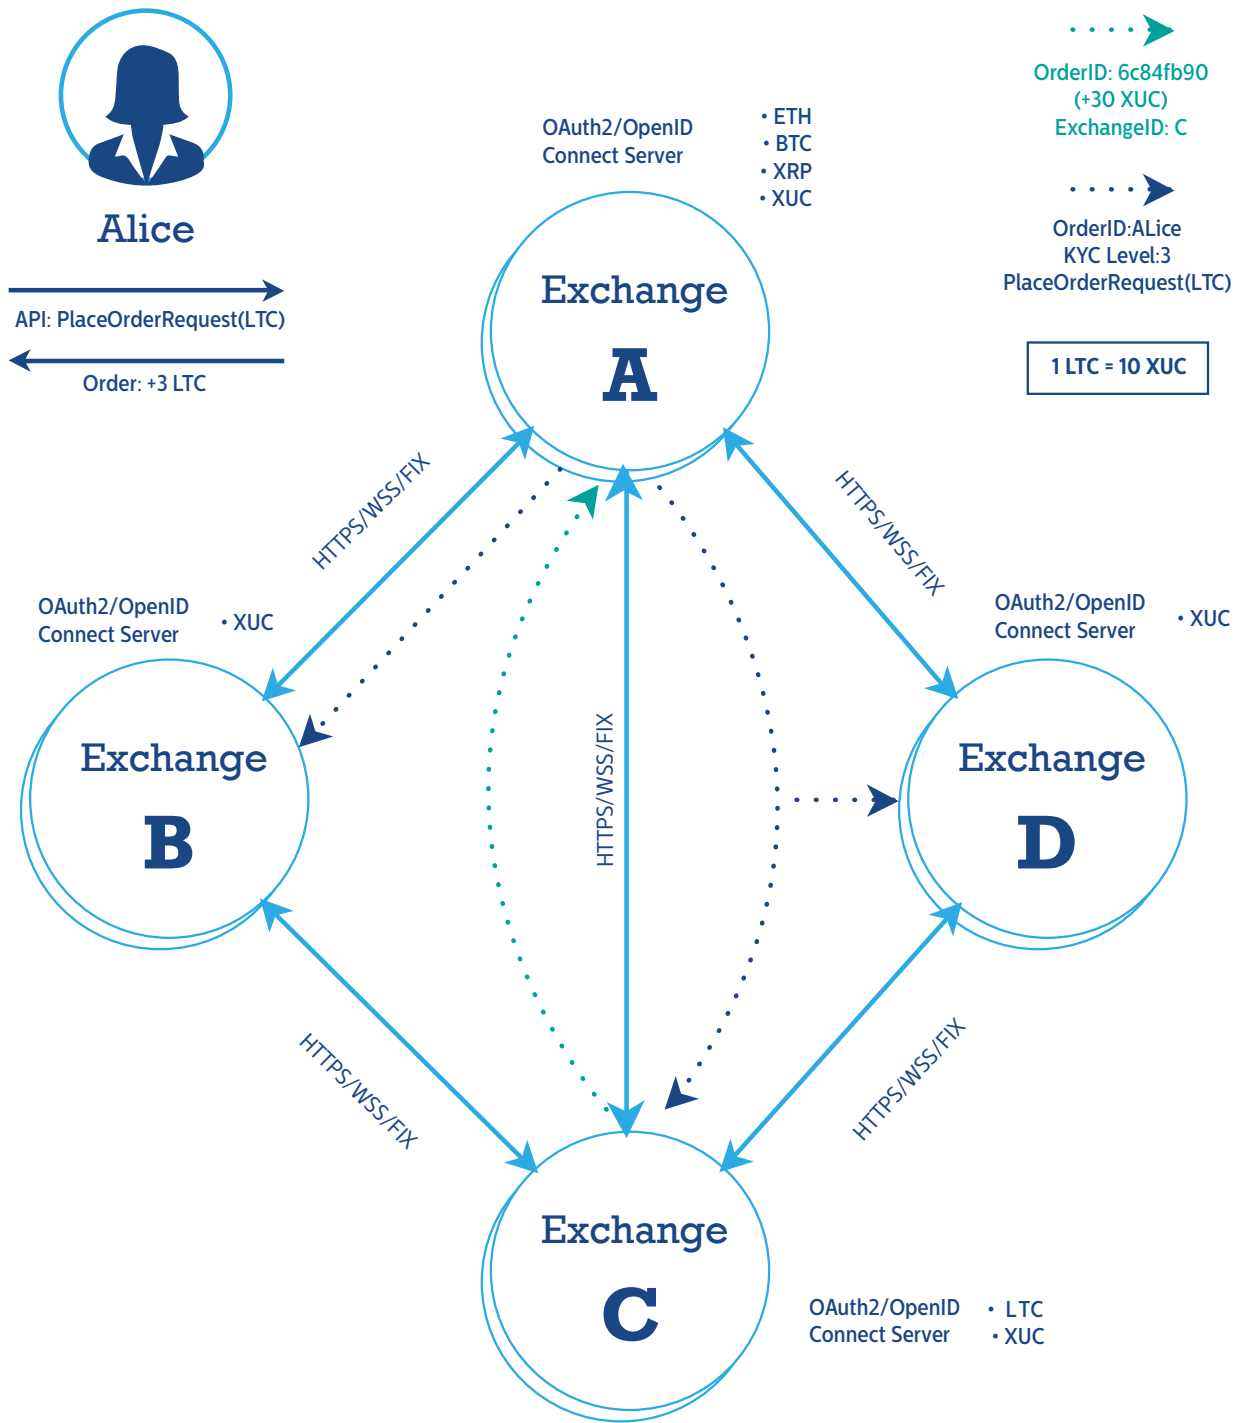 Alice
API: PlaceOrderRequest(LTC)
Order: +3 LTC
OAuth2/OpenID
Connect Server
• ETH
• BTC
• XRP
• XUC
OrderID: 6c84fb90
(+30 XUC)
ExchangeID: C
OrderID:ALice
KYC Level:3
PlaceOrderRequest(LTC)
1 LTC = 10 XUC
Exchange
A
HTTPS/WSS/FIX
HTTPS/WSS/FIX
OAuth2/OpenID
Connect Server
• XUC
OAuth2/OpenID
Connect Server
• XUC
Exchange
B
HTTPS/WSS/FIX
Exchange
D
HTTPS/WSS/FIX
HTTPS/WSS/FIX
Exchange
C
OAuth2/OpenID
Connect Server
• LTC
• XUC